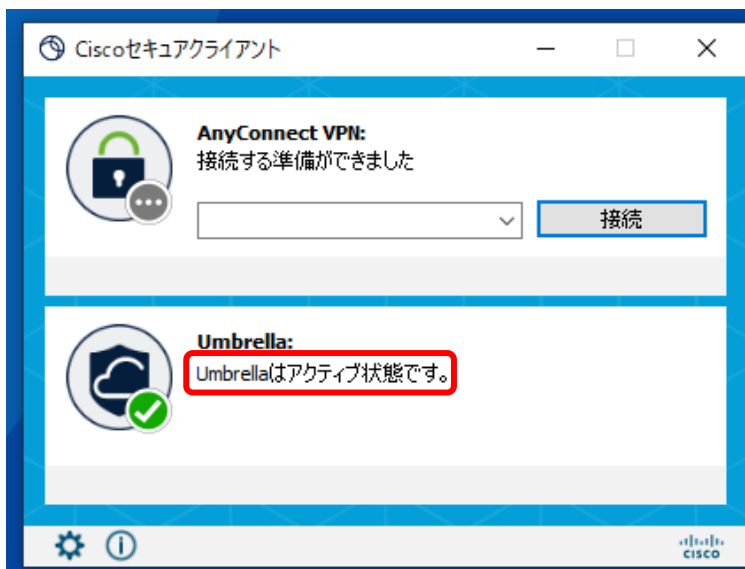 Ciscoセキュアクライアント
AnyConnect VPN:
接続する準備ができました
接続
Umbrella:
Umbrellaはアクティブ状態です。
CISCO